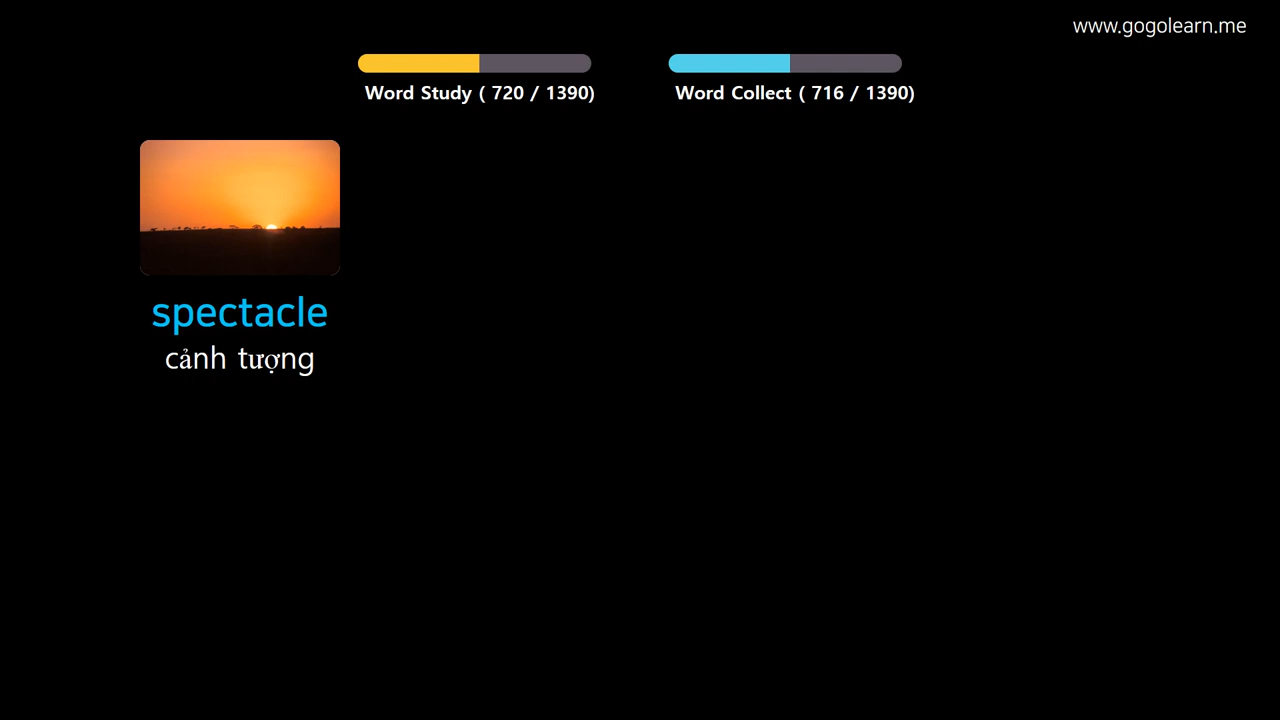 www.gogolearn.me
Word Study ( 720 / 1390)
Word Collect ( 716 / 1390)
spectacle
cảnh tượng